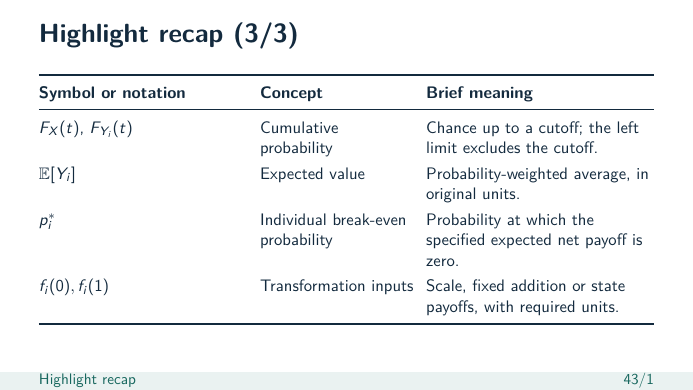 Highlight recap (3/3)
Symbol or notation Concept Brief meaning
F_X(t), F_{Y_i}(t) Cumulative probability Chance up to a cutoff; the left limit excludes the cutoff.
𝔼[Y_i] Expected value Probability-weighted average, in original units.
p_i^* Individual break-even probability Probability at which the specified expected net payoff is zero.
f_i(0), f_i(1) Transformation inputs Scale, fixed addition or state payoffs, with required units.
Highlight recap 43/1